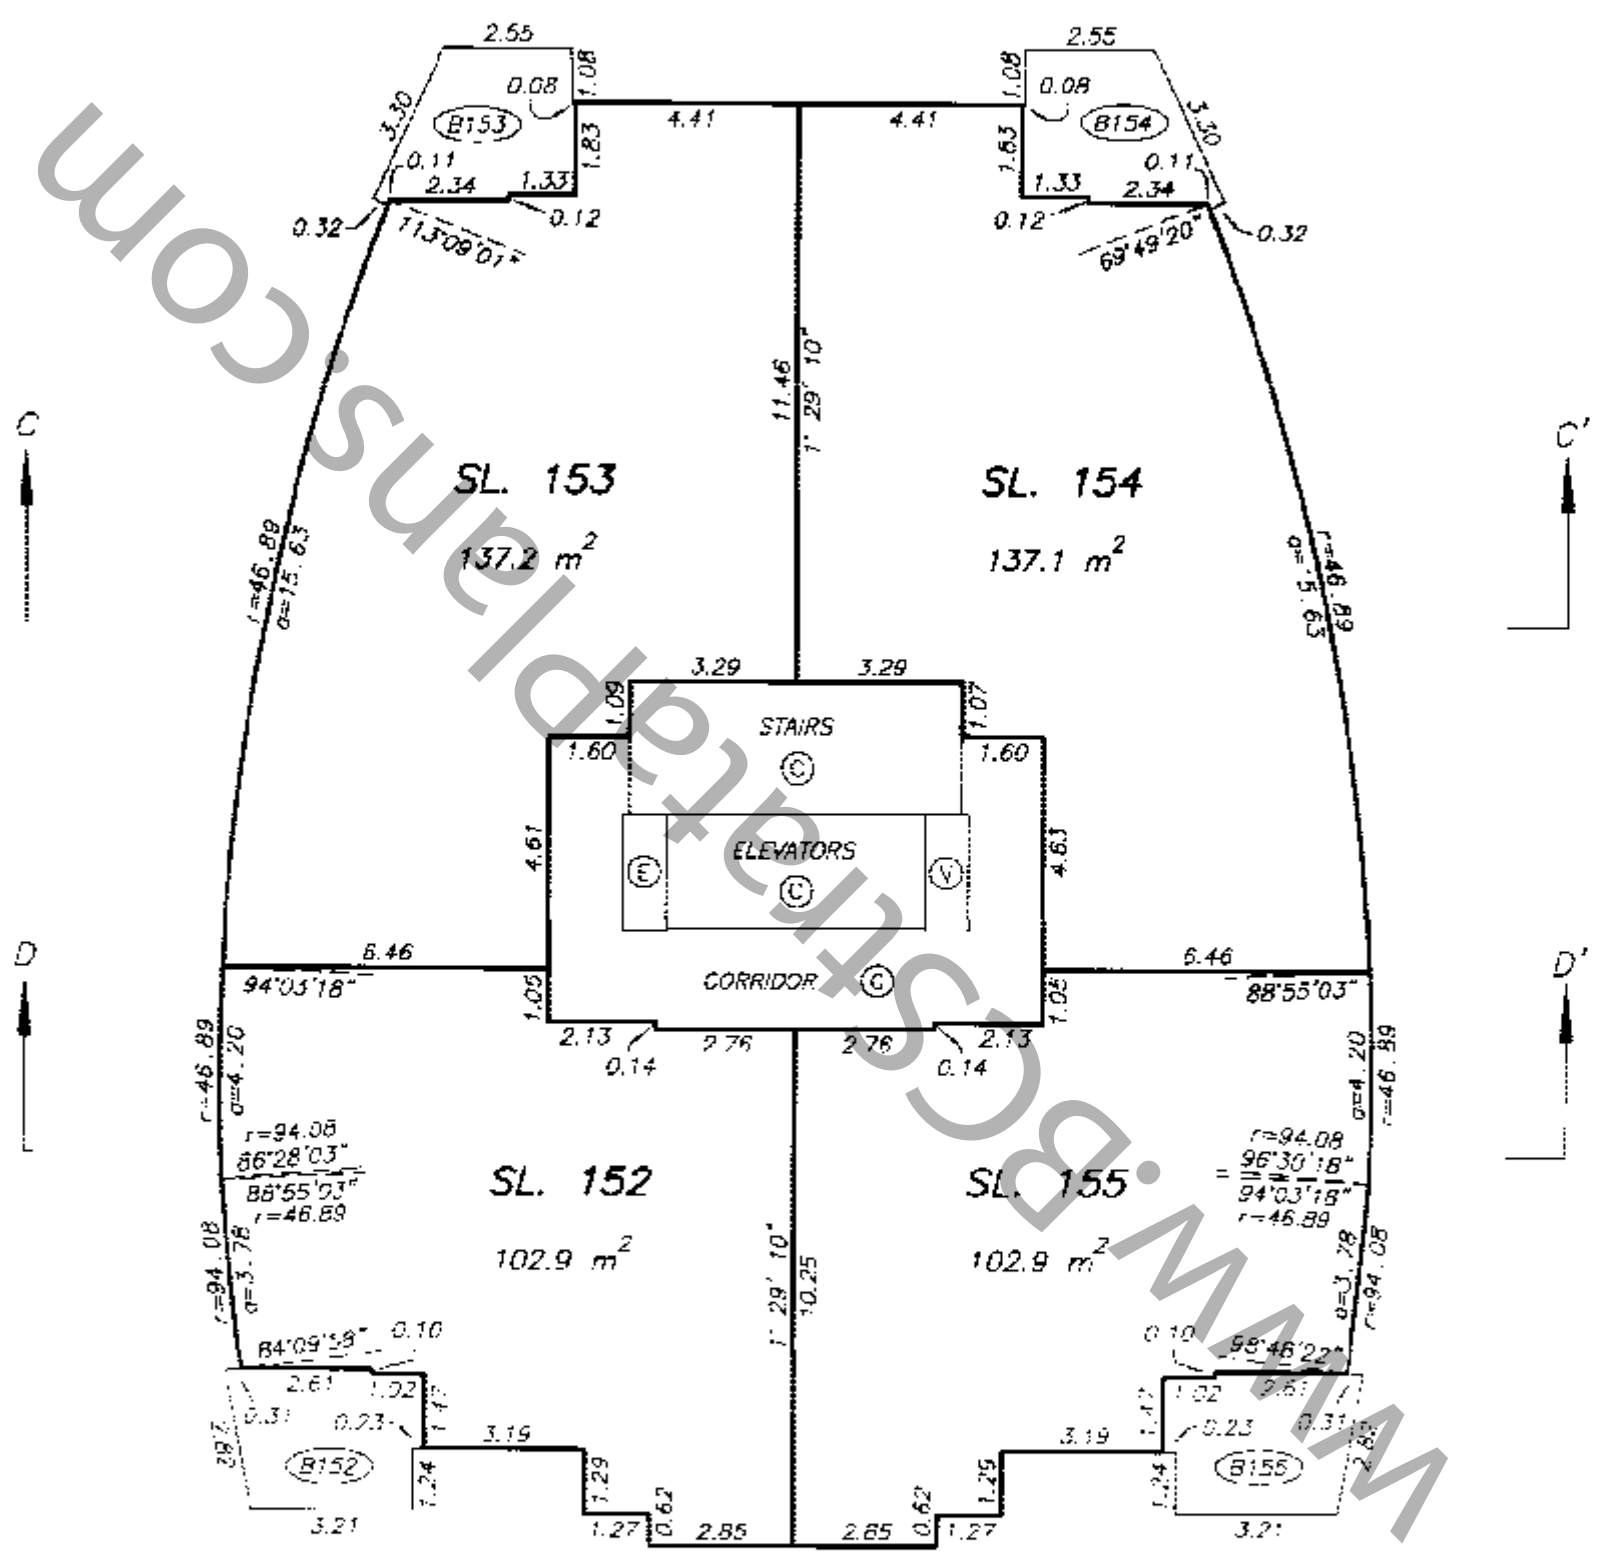 2.55
2.55
1.08
1.08
0.08
0.08
3.30
3.30
B153
B154
4.41
4.41
1.83
1.83
0.11
0.11
2.34
1.33
1.33
2.34
0.32
0.12
0.12
0.32
113°09'01"
69°49'20"
11.46
1° 29' 10"
C
C'
SL. 153
SL. 154
137.2 m²
137.1 m²
r=46.89
a=15.63
r=46.89
a=15.63
3.29
3.29
1.09
1.07
STAIRS
C
1.60
1.60
4.61
4.63
ELEVATORS
E
C
V
D
D'
6.46
6.46
94°03'18"
88°55'03"
CORRIDOR
C
1.05
1.05
2.13
2.76
2.76
2.13
0.14
0.14
r=46.89
a=4.20
a=4.20
r=46.89
r=94.08
86°28'03"
88°55'03"
r=46.89
r=94.08
96°30'18"
94°03'18"
r=46.89
SL. 152
SL. 155
102.9 m²
102.9 m²
r=94.08
a=3.78
a=3.78
r=94.08
1° 29' 10"
10.25
84°09'58"
0.10
0.10
98°46'22"
2.61
1.02
1.02
2.61
0.31
1.47
1.47
0.31
0.23
0.23
2.87
2.87
3.19
3.19
B152
B155
1.24
1.29
1.29
1.24
3.21
1.27
0.62
2.85
2.85
0.62
1.27
3.21
www.BCStrataplans.com